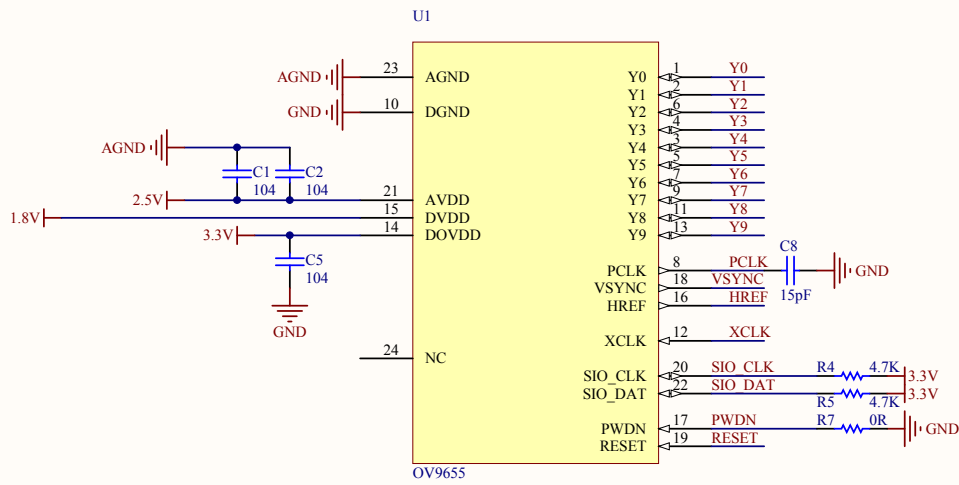 U1
AGND 23 AGND
GND 10 DGND
AGND
C1 C2
104 104
2.5V 21 AVDD
1.8V 15 DVDD
3.3V 14 DOVDD
C5
104
GND
24 NC
Y0 1 Y0
Y1 2 Y1
Y2 6 Y2
Y3 4 Y3
Y4 3 Y4
Y5 5 Y5
Y6 7 Y6
Y7 9 Y7
Y8 11 Y8
Y9 13 Y9
C8
PCLK 8 PCLK GND
VSYNC 18 VSYNC
15pF
HREF 16 HREF
XCLK 12 XCLK
SIO_CLK 20 SIO_CLK R4 4.7K 3.3V
SIO_DAT 22 SIO_DAT R5 4.7K 3.3V
PWDN 17 PWDN R7 0R GND
RESET 19 RESET
OV9655